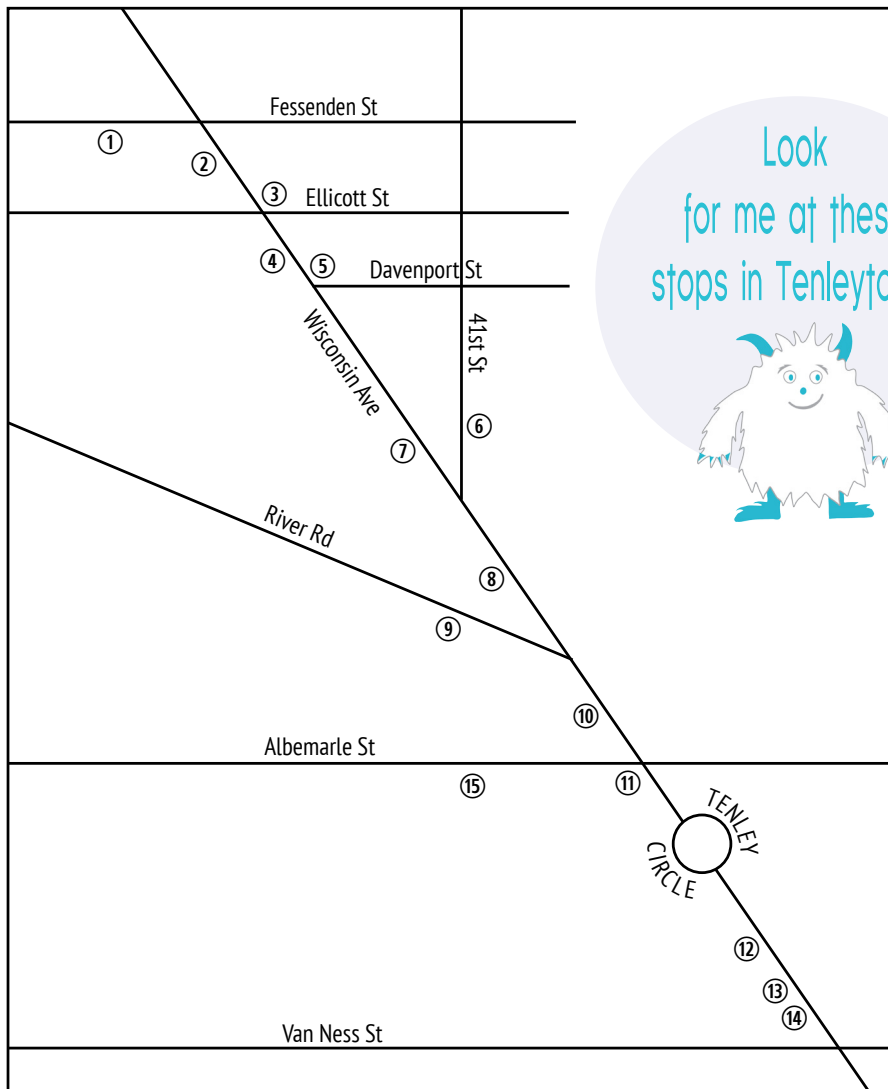 Fessenden St
①
②
③
Ellicott St
④
⑤
Davenport St
Look
for me at
stops in
41st St
Wisconsin Ave
⑥
⑦
River Rd
⑧
⑨
⑩
Albemarle St
⑮
⑪
TENLEY
CIRCLE
⑫
⑬
⑭
Van Ness St